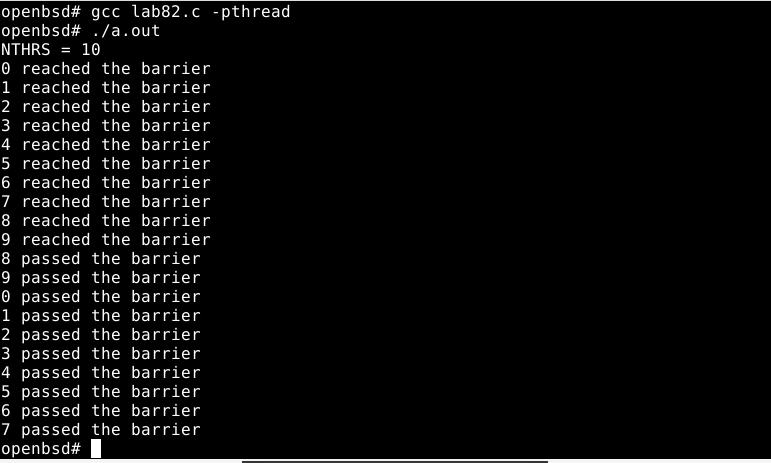 openbsd# gcc lab82.c -pthread
openbsd# ./a.out
NTHRS = 10
0 reached the barrier
1 reached the barrier
2 reached the barrier
3 reached the barrier
4 reached the barrier
5 reached the barrier
6 reached the barrier
7 reached the barrier
8 reached the barrier
9 reached the barrier
8 passed the barrier
9 passed the barrier
0 passed the barrier
1 passed the barrier
2 passed the barrier
3 passed the barrier
4 passed the barrier
5 passed the barrier
6 passed the barrier
7 passed the barrier
openbsd#